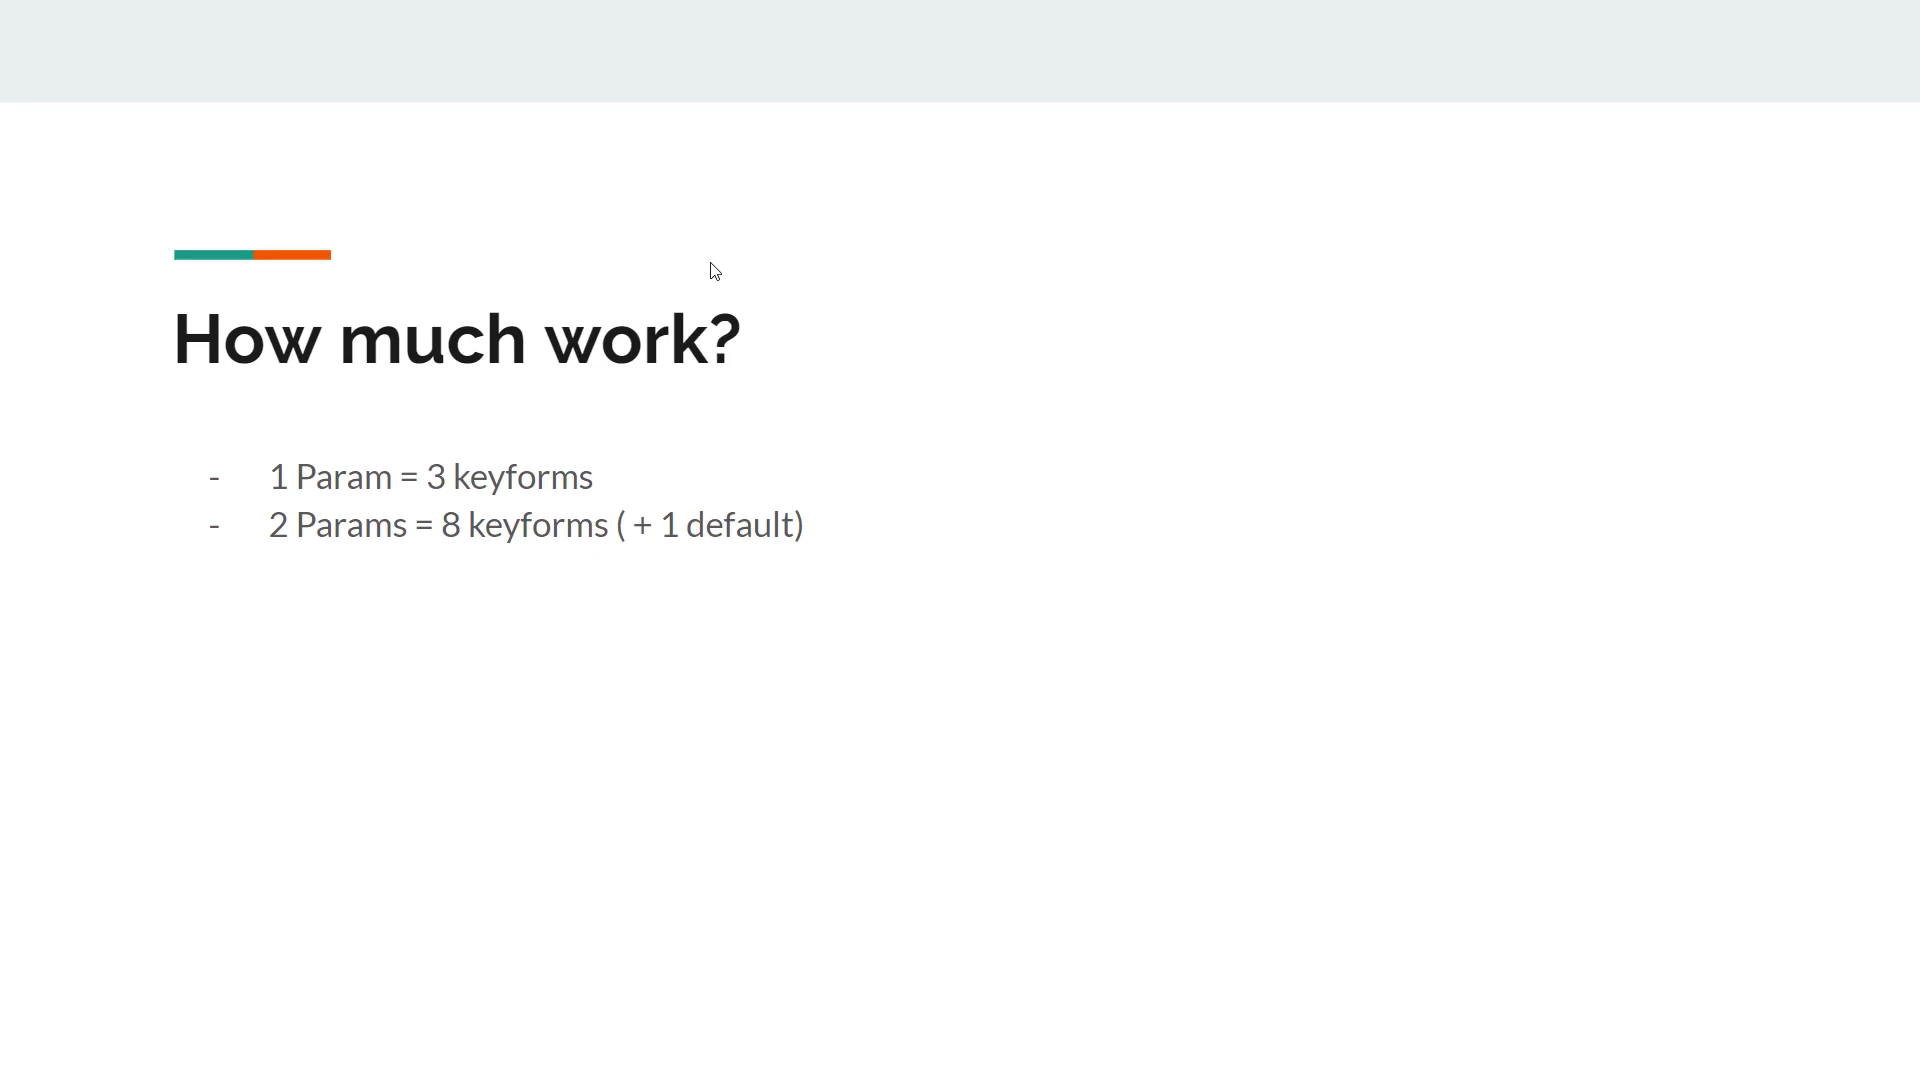 How much work?
- 1 Param = 3 keyforms
- 2 Params = 8 keyforms ( + 1 default)